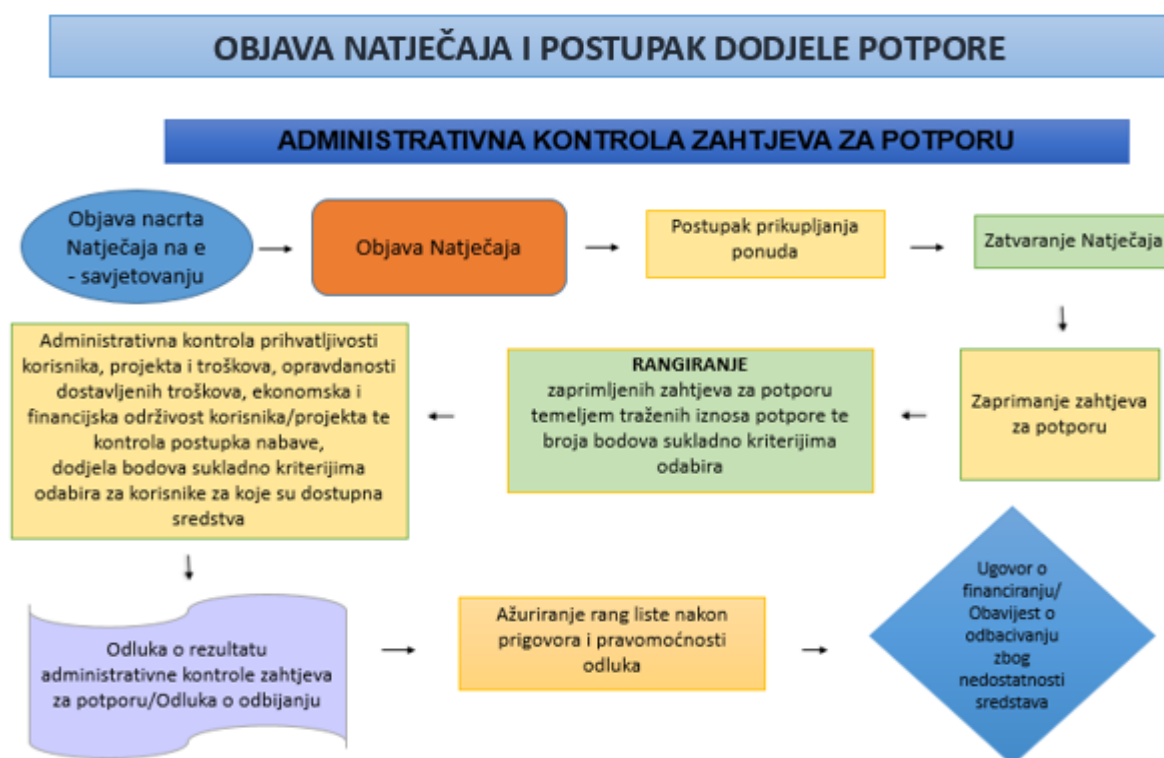 OBJAVA NATJEČAJA I POSTUPAK DODJELE POTPORE
ADMINISTRATIVNA KONTROLA ZAHTJEVA ZA POTPORU
Objava nacrta
Natječaja na e
- savjetovanju
Objava Natječaja
Postupak prikupljanja
ponuda
Zatvaranje Natječaja
Zaprimanje zahtjeva
za potporu
RANGIRANJE
zaprimljenih zahtjeva za potporu
temeljem traženih iznosa potpore te
broja bodova sukladno kriterijima
odabira
Administrativna kontrola prihvatljivosti
korisnika, projekta i troškova, opravdanosti
dostavljenih troškova, ekonomska i
financijska održivost korisnika/projekta te
kontrola postupka nabave,
dodjela bodova sukladno kriterijima
odabira za korisnike za koje su dostupna
sredstva
Odluka o rezultatu
administrativne kontrole zahtjeva
za potporu/Odluka o odbijanju
Ažuriranje rang liste nakon
prigovora i pravomoćnosti
odluka
Ugovor o
financiranju/
Obavijest o
odbacivanju
zbog
nedostatnosti
sredstava